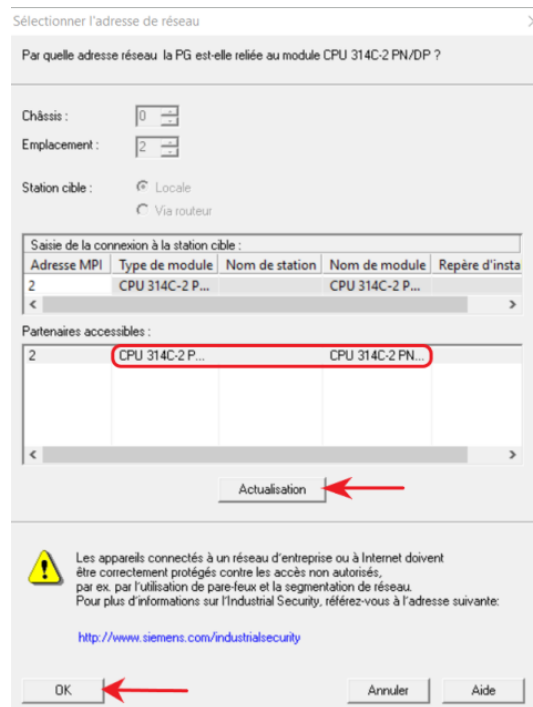 Sélectionner l'adresse de réseau
Par quelle adresse réseau la PG est-elle reliée au module CPU 314C-2 PN/DP ?
Châssis : 0
Emplacement : 2
Station cible : Locale
Via routeur
Saisie de la connexion à la station cible :
Adresse MPI Type de module Nom de station Nom de module Repère d'insta
2 CPU 314C-2 P... CPU 314C-2 P...
Partenaires accessibles :
2 CPU 314C-2 P... CPU 314C-2 PN...
Actualisation
Les appareils connectés à un réseau d'entreprise ou à Internet doivent
être correctement protégés contre les accès non autorisés,
par ex. par l'utilisation de pare-feux et la segmentation de réseau.
Pour plus d'informations sur l'Industrial Security, référez-vous à l'adresse suivante:
http://www.siemens.com/industrialsecurity
OK Annuler Aide